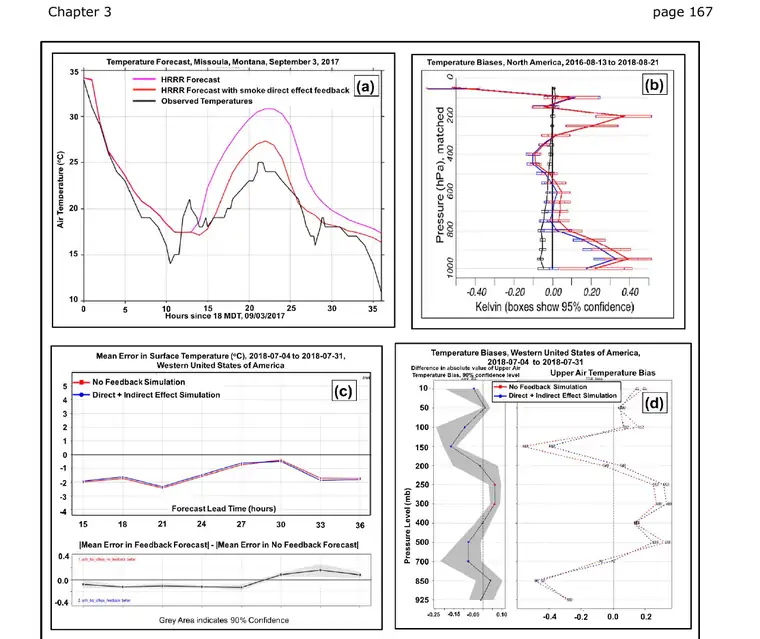 Chapter 3
page 167
Temperature Forecast, Missoula, Montana, September 3, 2017
35
30
25
20
15
10
Air Temperature (°C)
HRRR Forecast
HRRR Forecast with smoke direct effect feedback
Observed Temperatures
(a)
0 5 10 15 20 25 30 35
Hours since 18 MDT, 09/03/2017
Temperature Biases, North America, 2016-08-13 to 2018-08-21
(b)
Pressure (hPa), matched
0
200
400
600
800
1000
-0.40 -0.20 0.00 0.20 0.40
Kelvin (boxes show 95% confidence)
Mean Error in Surface Temperature (°C), 2018-07-04 to 2018-07-31,
Western United States of America
No Feedback Simulation
Direct + Indirect Effect Simulation
(c)
5
4
3
2
1
0
-1
-2
-3
-4
Forecast Lead Time (hours)
15 18 21 24 27 30 33 36
|Mean Error in Feedback Forecast| - |Mean Error in No Feedback Forecast|
0.4
0.0
-0.4
Grey Area indicates 90% Confidence
Temperature Biases, Western United States of America,
2018-07-04 to 2018-07-31
Difference in absolute value of Upper Air
Temperature Bias, 90% confidence level
Upper Air Temperature Bias
No Feedback Simulation
Direct + Indirect Effect Simulation
(d)
Pressure Level (mb)
10
50
100
150
200
250
300
400
500
700
850
925
-0.25 -0.15 -0.05 0.10
-0.4 -0.2 0.0 0.2